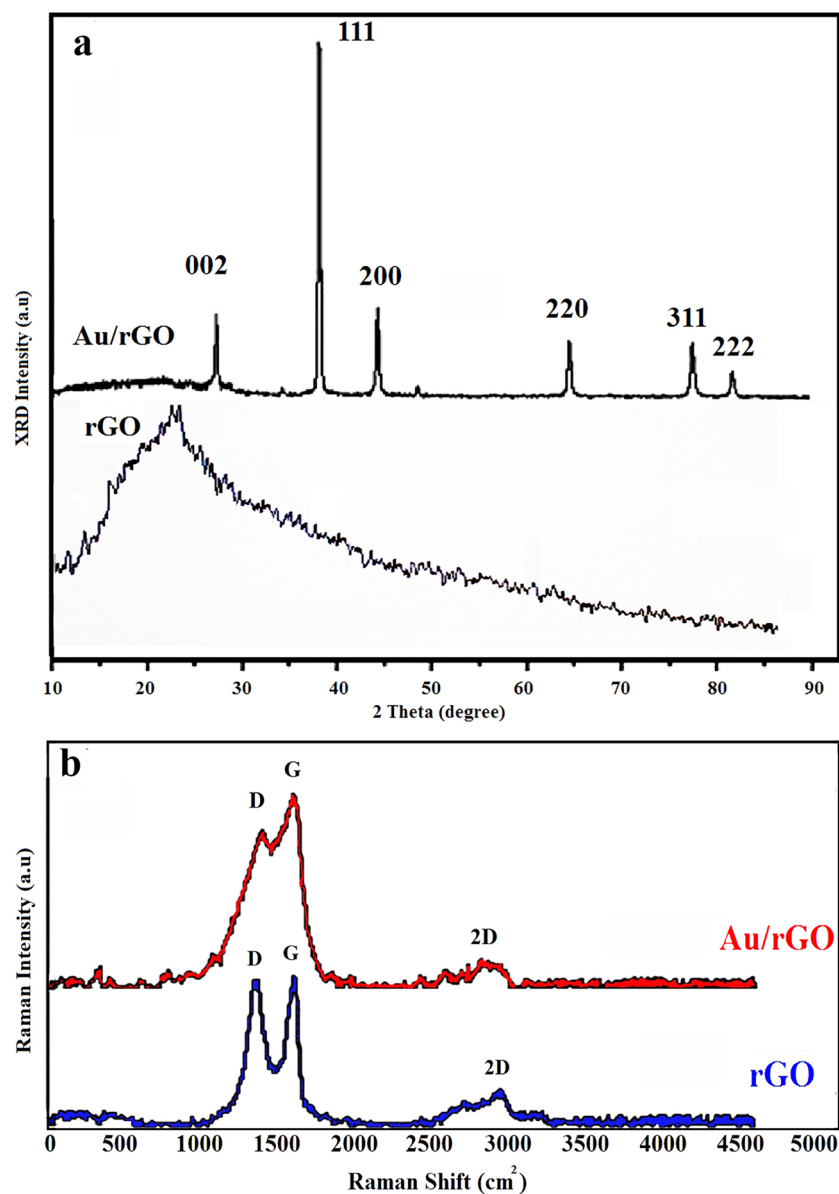 a
111
002
200
220
311
222
Au/rGO
rGO
XRD Intensity (a.u)
10 20 30 40 50 60 70 80 90
2 Theta (degree)
b
G
D
2D
Au/rGO
D
G
2D
rGO
Raman Intensity (a.u)
0 500 1000 1500 2000 2500 3000 3500 4000 4500 5000
Raman Shift (cm²)